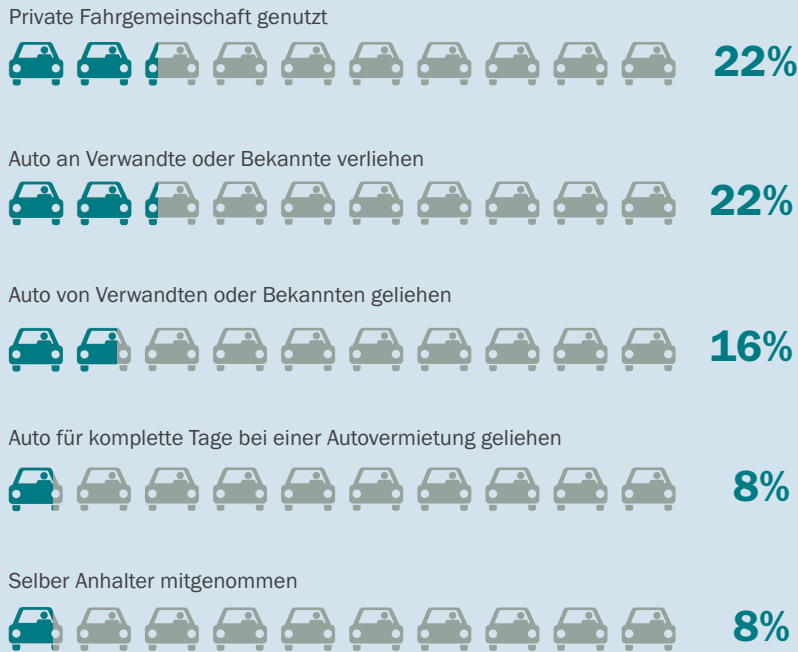 Private Fahrgemeinschaft genutzt
22%
Auto an Verwandte oder Bekannte verliehen
22%
Auto von Verwandten oder Bekannten geliehen
16%
Auto für komplette Tage bei einer Autovermietung geliehen
8%
Selber Anhalter mitgenommen
8%